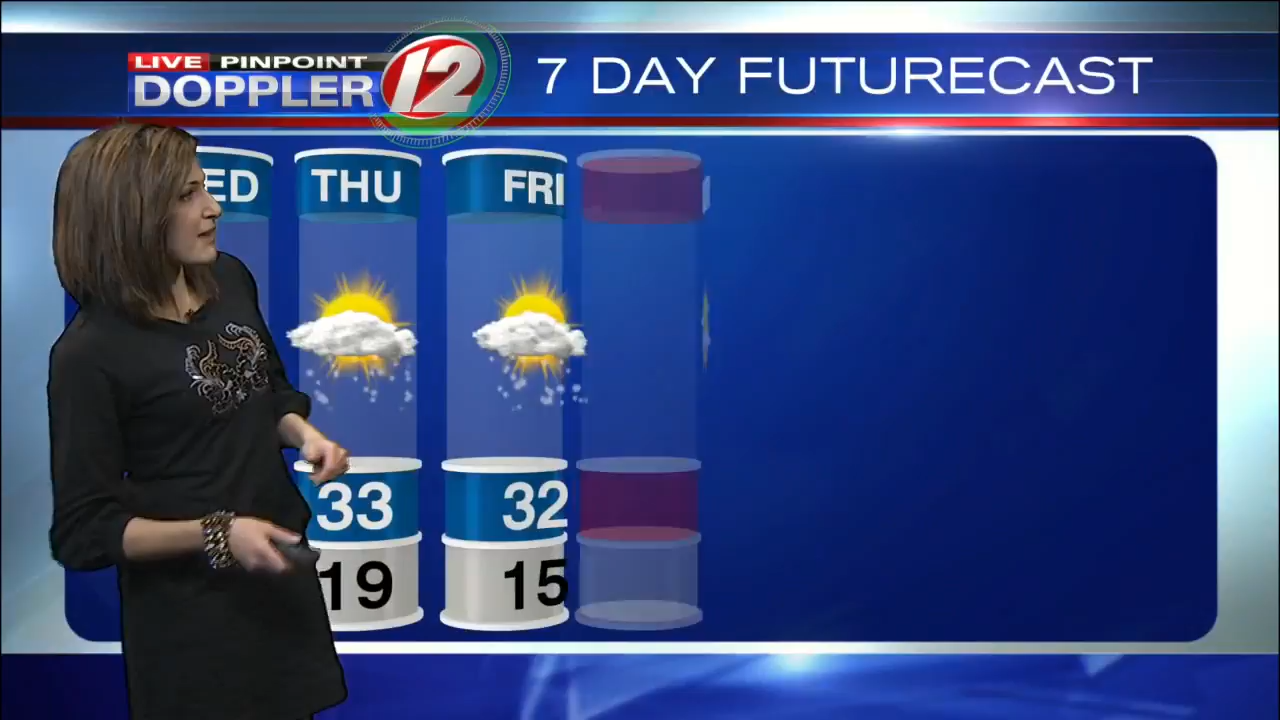 LIVE PINPOINT
DOPPLER 12
7 DAY FUTURECAST
ED THU FRI
33 32
19 15